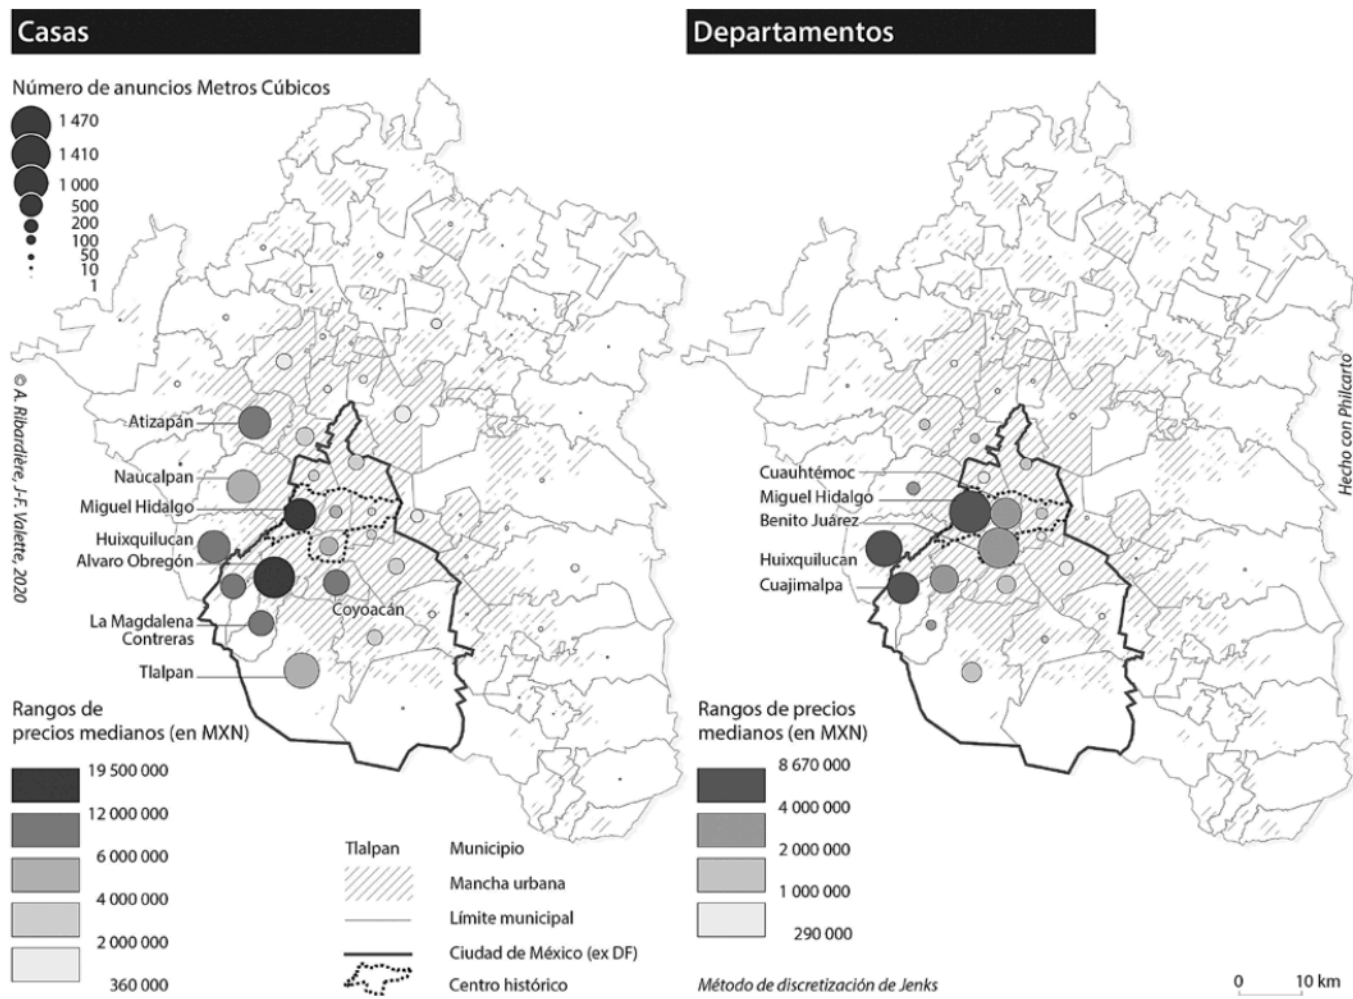 Casas
Número de anuncios Metros Cúbicos
1 470
1 410
1 000
500
200
100
50
10
1
© A. Ribardière, J-F. Valette, 2020
Atizapán
Naucalpan
Miguel Hidalgo
Huixquilucan
Alvaro Obregón
Coyoacán
La Magdalena
Contreras
Tlalpan
Rangos de
precios medianos (en MXN)
19 500 000
12 000 000
6 000 000
4 000 000
2 000 000
360 000
Tlalpan Municipio
Mancha urbana
Límite municipal
Ciudad de México (ex DF)
Centro histórico
Departamentos
Cuauhtémoc
Miguel Hidalgo
Benito Juárez
Huixquilucan
Cuajimalpa
Hecho con Philcarto
Rangos de precios
medianos (en MXN)
8 670 000
4 000 000
2 000 000
1 000 000
290 000
Método de discretización de Jenks
0 10 km